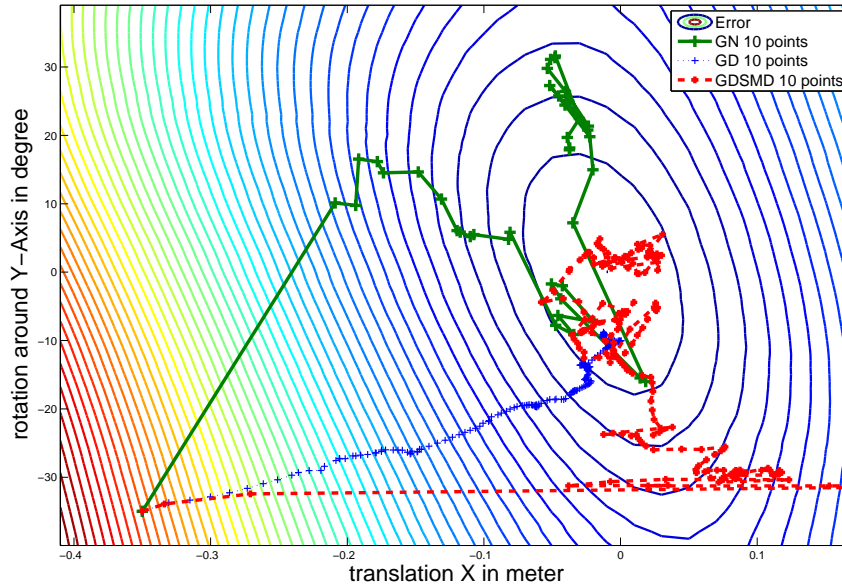 Error
GN 10 points
GD 10 points
GDSMD 10 points
rotation around Y−Axis in degree
30
20
10
0
−10
−20
−30
−0.4 −0.3 −0.2 −0.1 0 0.1
translation X in meter